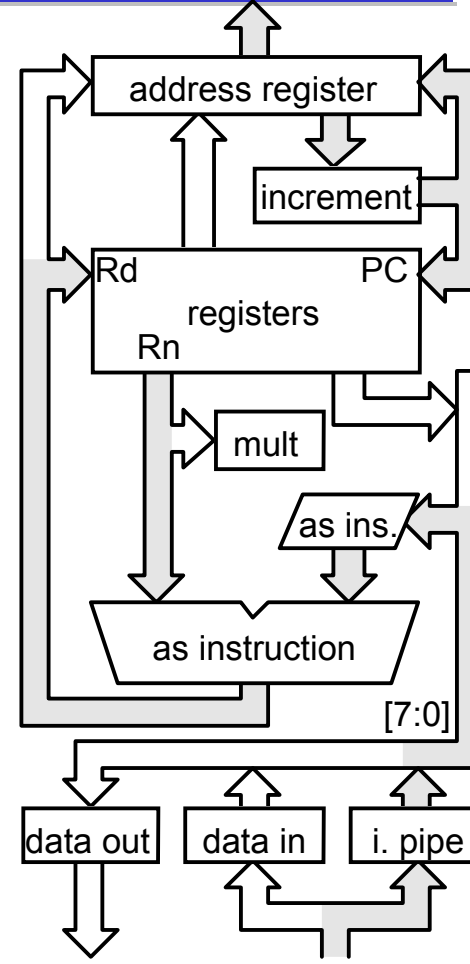 address register
increment
Rd
PC
registers
Rn
mult
as ins.
as instruction
[7:0]
data out
data in
i. pipe